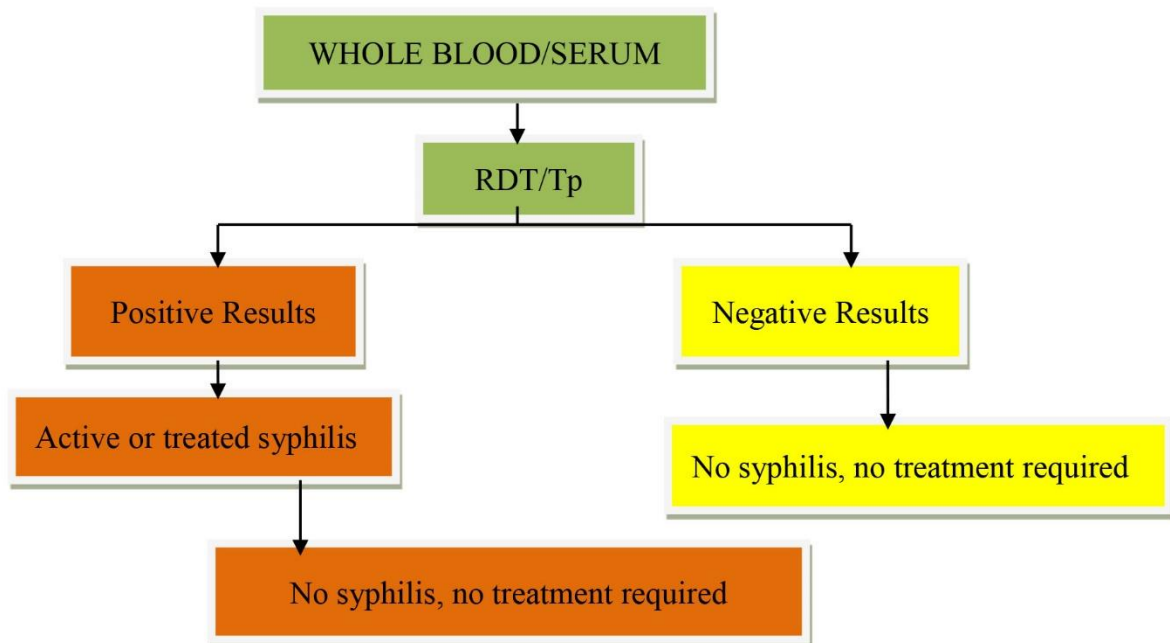 WHOLE BLOOD/SERUM
RDT/Tp
Positive Results
Negative Results
Active or treated syphilis
No syphilis, no treatment required
No syphilis, no treatment required